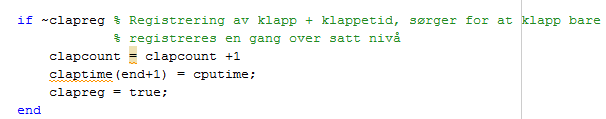 if ~clapreg % Registrering av klapp + klappetid, sørger for at klapp bare
% registreres en gang over satt nivå
clapcount = clapcount +1
claptime(end+1) = cputime;
clapreg = true;
end